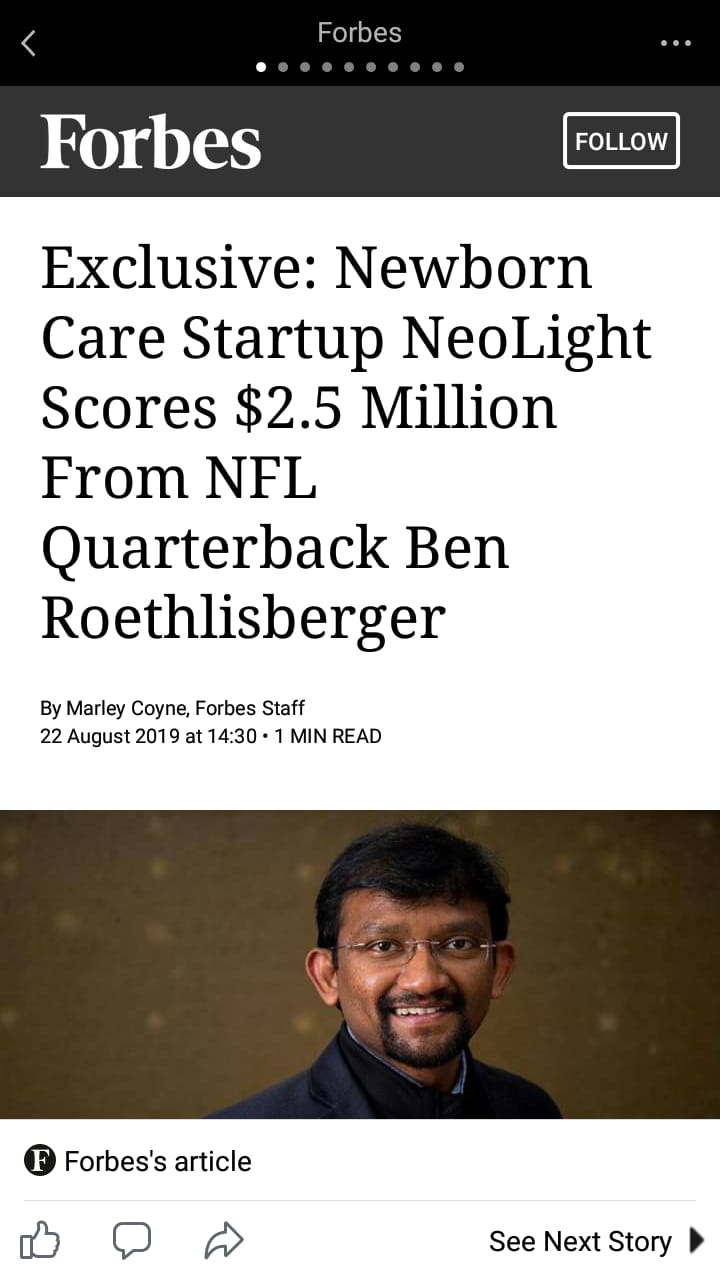 Forbes
Forbes
FOLLOW
Exclusive: Newborn
Care Startup NeoLight
Scores $2.5 Million
From NFL
Quarterback Ben
Roethlisberger
By Marley Coyne, Forbes Staff
22 August 2019 at 14:30 • 1 MIN READ
F Forbes's article
See Next Story